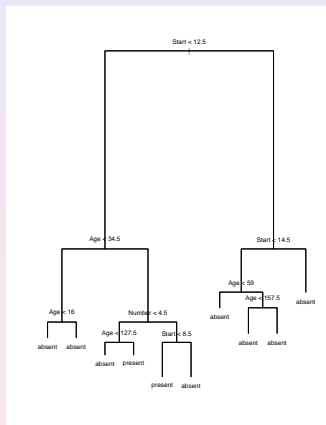 Start < 12.5
Age < 34.5
Start < 14.5
Age < 16
Number < 4.5
Age < 59
Age < 127.5
Start < 8.5
Age < 157.5
absent
absent
absent
absent
absent
present
absent
absent
present
absent